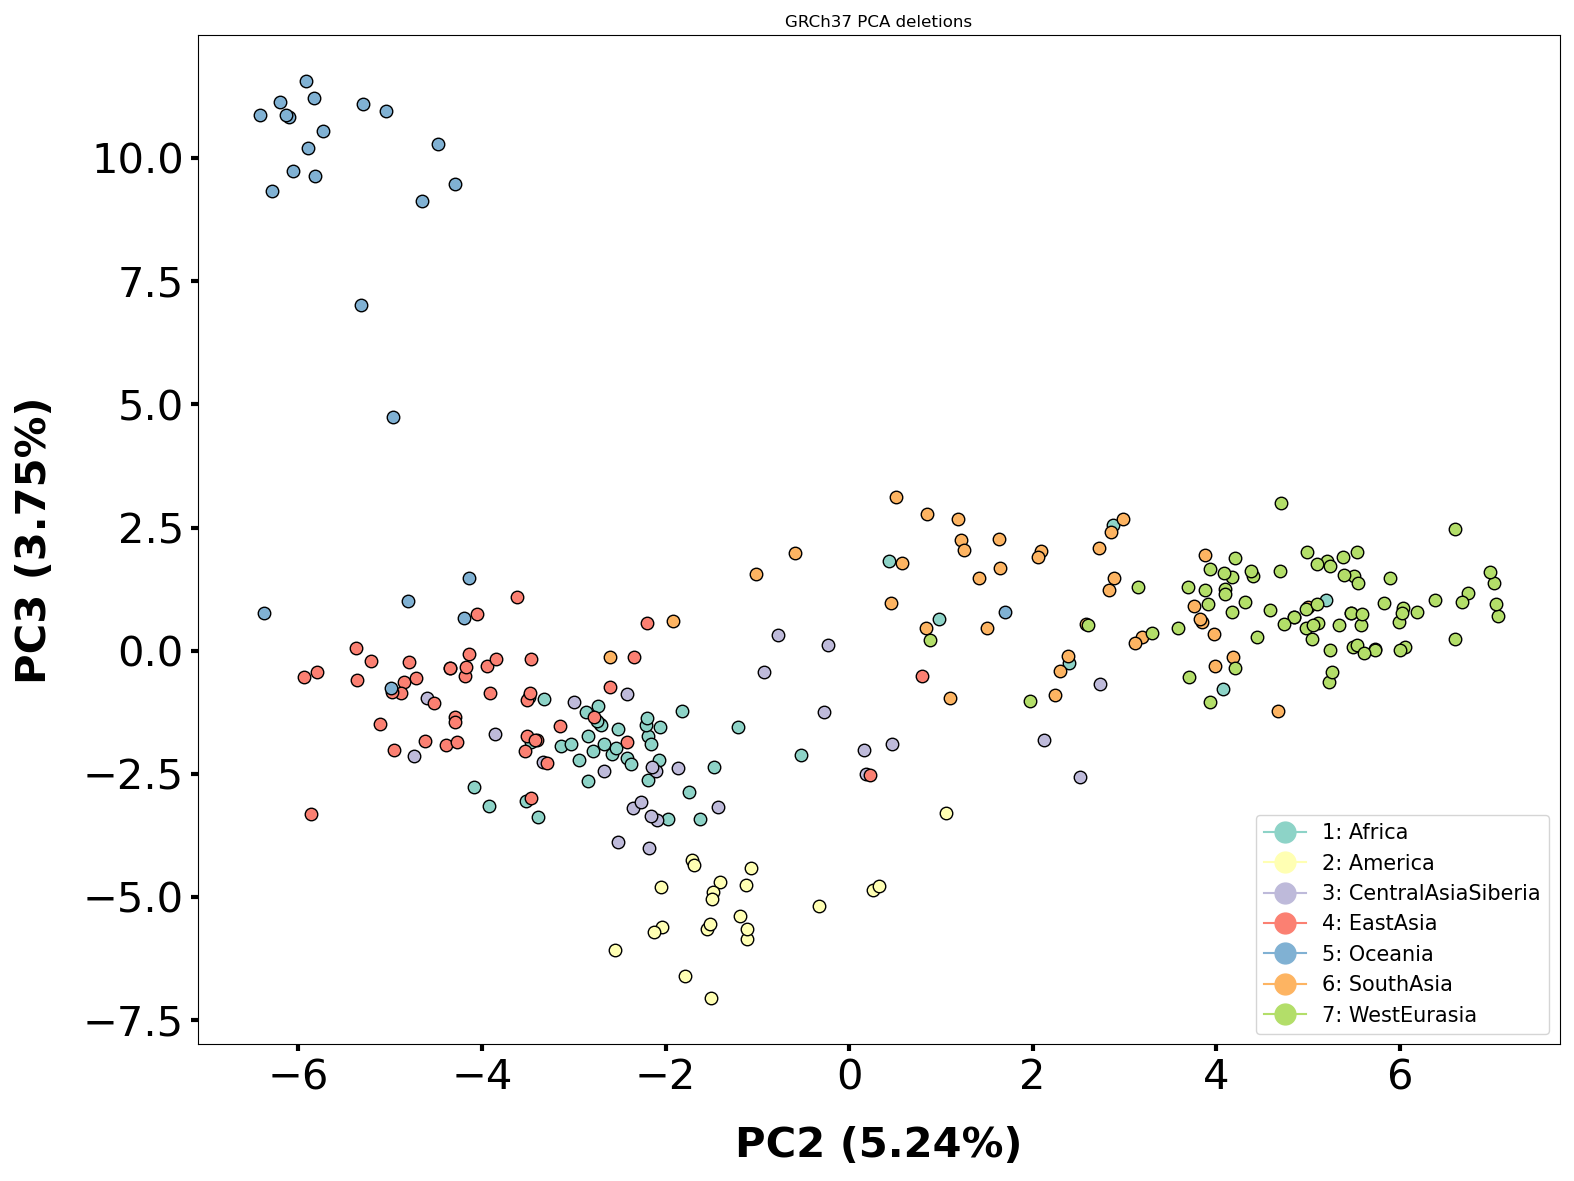 GRCh37 PCA deletions
PC3 (3.75%)
10.0
7.5
5.0
2.5
0.0
−2.5
−5.0
−7.5
−6
−4
−2
0
2
4
6
PC2 (5.24%)
1: Africa
2: America
3: CentralAsiaSiberia
4: EastAsia
5: Oceania
6: SouthAsia
7: WestEurasia